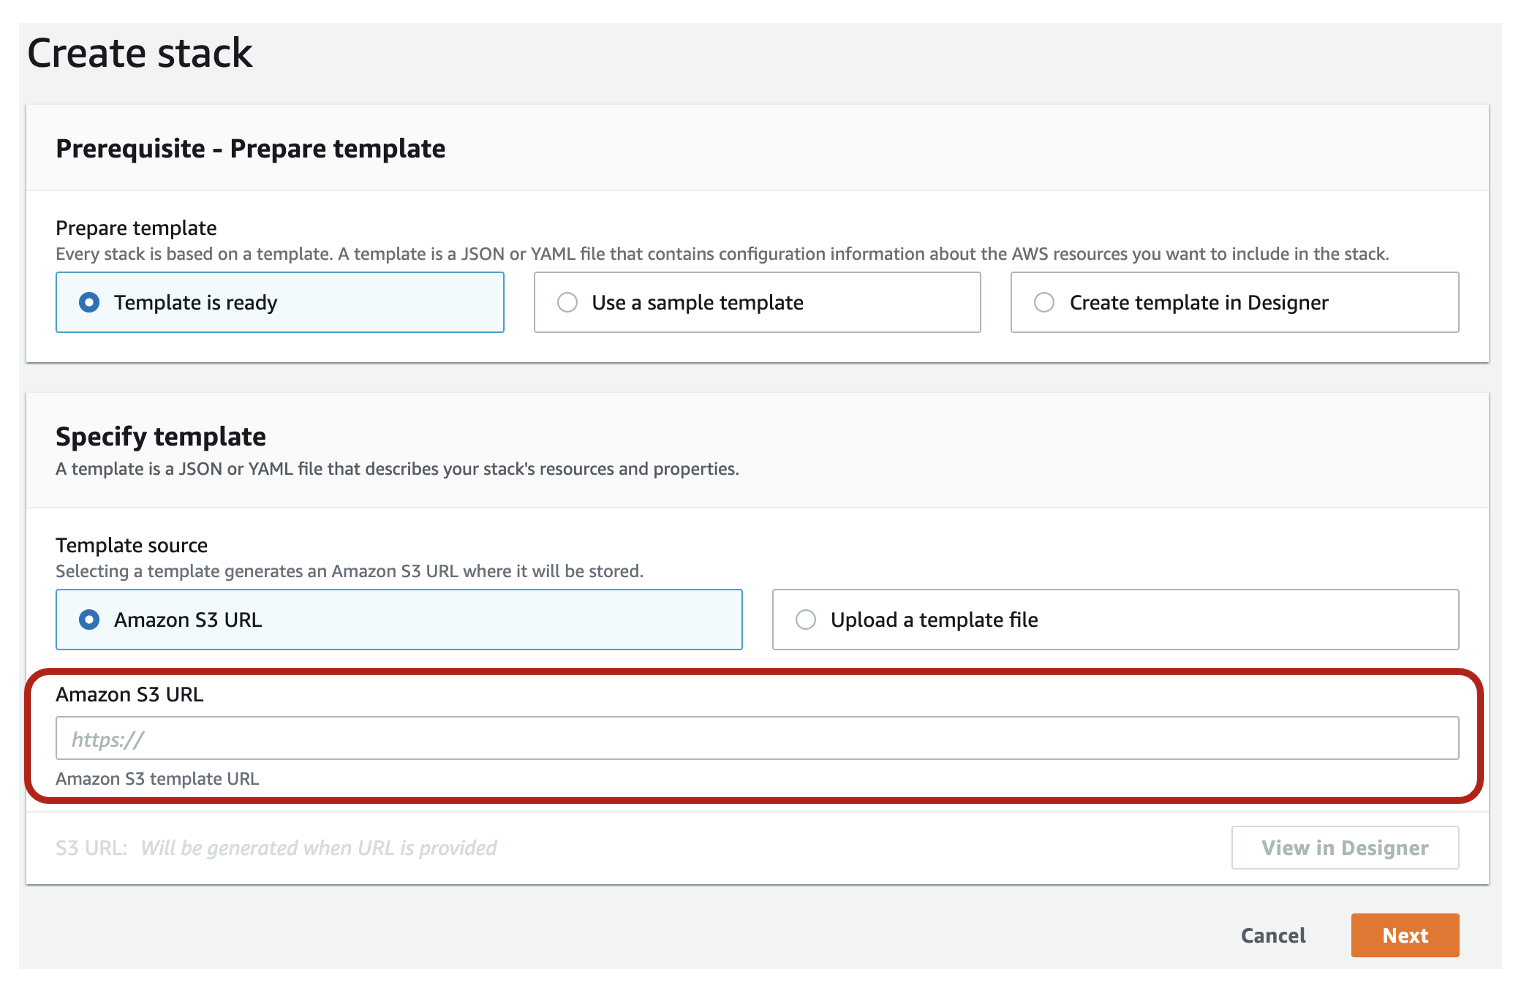 Create stack
Prerequisite - Prepare template
Prepare template
Every stack is based on a template. A template is a JSON or YAML file that contains configuration information about the AWS resources you want to include in the stack.
Template is ready
Use a sample template
Create template in Designer
Specify template
A template is a JSON or YAML file that describes your stack's resources and properties.
Template source
Selecting a template generates an Amazon S3 URL where it will be stored.
Amazon S3 URL
Upload a template file
Amazon S3 URL
https://
Amazon S3 template URL
S3 URL: Will be generated when URL is provided
View in Designer
Cancel
Next